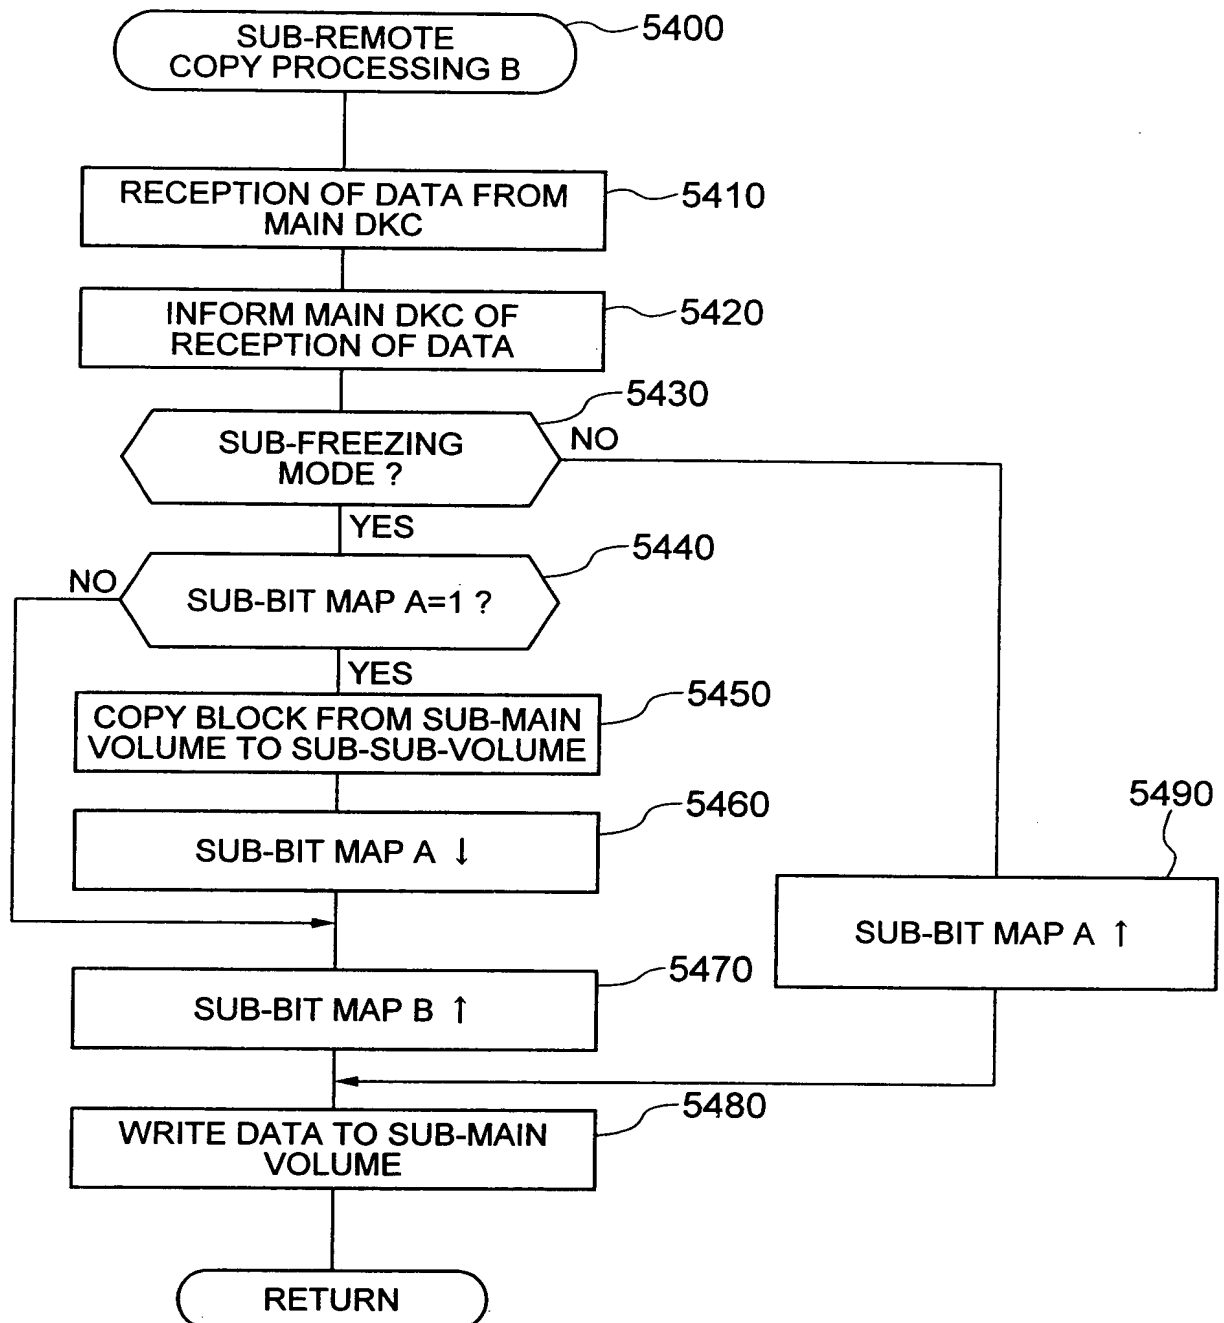 SUB-REMOTE
COPY PROCESSING B
5400
RECEPTION OF DATA FROM
MAIN DKC
5410
INFORM MAIN DKC OF
RECEPTION OF DATA
5420
5430
SUB-FREEZING
MODE ?
NO
YES
5440
NO
SUB-BIT MAP A=1 ?
YES
5450
COPY BLOCK FROM SUB-MAIN
VOLUME TO SUB-SUB-VOLUME
5460
SUB-BIT MAP A ↓
5490
SUB-BIT MAP A ↑
5470
SUB-BIT MAP B ↑
5480
WRITE DATA TO SUB-MAIN
VOLUME
RETURN